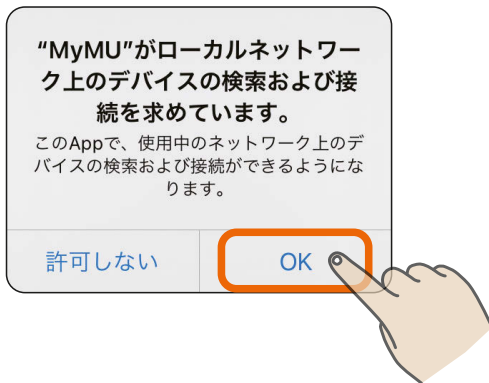 “MyMU”がローカルネットワー
ク上のデバイスの検索および接
続を求めています。
このAppで、使用中のネットワーク上のデ
バイスの検索および接続ができるようにな
ります。
許可しない
OK